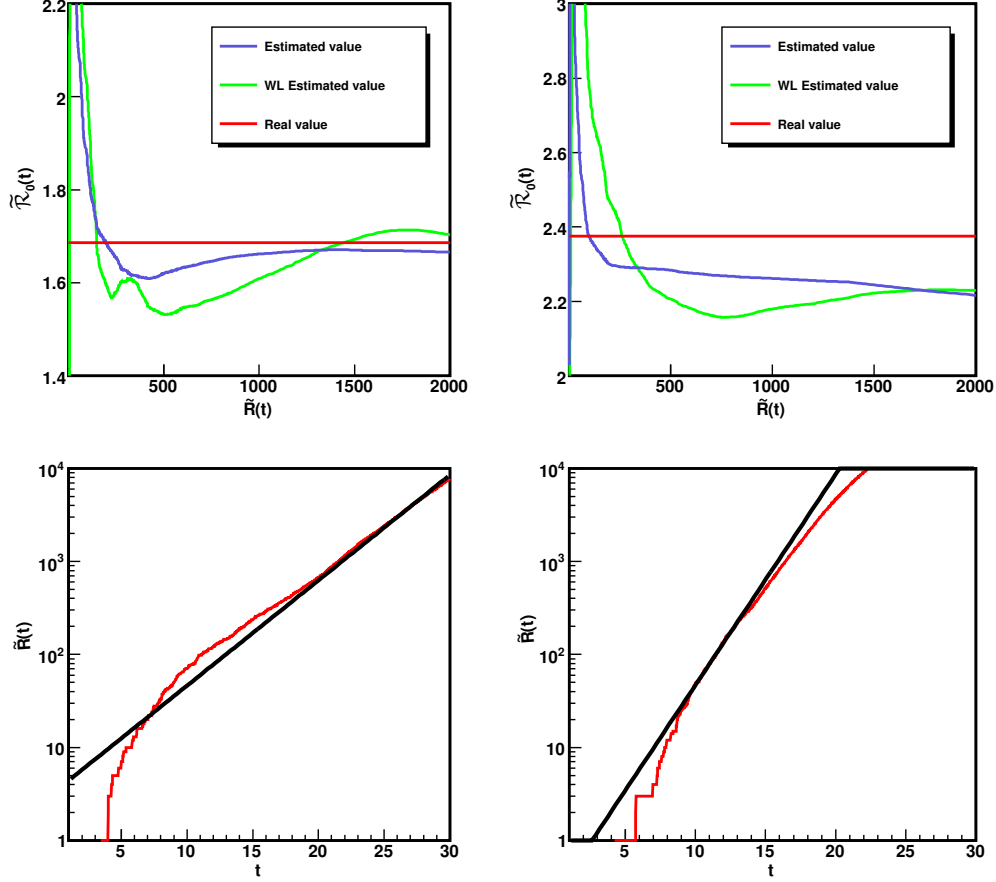 2.2
2
1.8
1.6
1.4
ℛ̃₀(t)
Estimated value
WL Estimated value
Real value
500
1000
1500
2000
R̃(t)
3
2.8
2.6
2.4
2.2
2
ℛ̃₀(t)
Estimated value
WL Estimated value
Real value
500
1000
1500
2000
R̃(t)
10⁴
10³
10²
10
1
R̃(t)
5
10
15
20
25
30
t
10⁴
10³
10²
10
1
R̃(t)
5
10
15
20
25
30
t